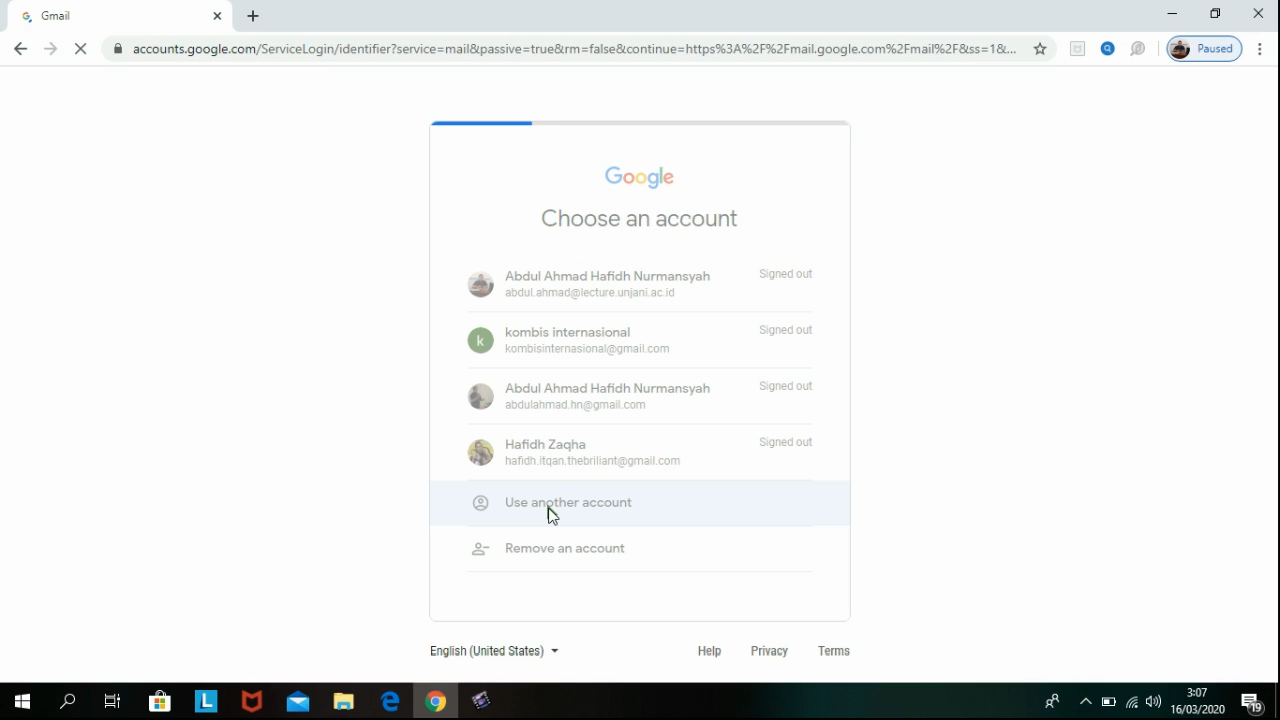 Gmail
accounts.google.com/ServiceLogin/identifier?service=mail&passive=true&rm=false&continue=https%3A%2F%2Fmail.google.com%2Fmail%2F&ss=1&...
Paused
Google
Choose an account
Abdul Ahmad Hafidh Nurmansyah
Signed out
abdul.ahmad@lecture.unjani.ac.id
kombis internasional
Signed out
k
kombisinternasional@gmail.com
Abdul Ahmad Hafidh Nurmansyah
Signed out
abdulahmad.hn@gmail.com
Hafidh Zaqha
Signed out
hafidh.itqan.thebriliant@gmail.com
Use another account
Remove an account
English (United States)
Help
Privacy
Terms
L
3:07
16/03/2020
19